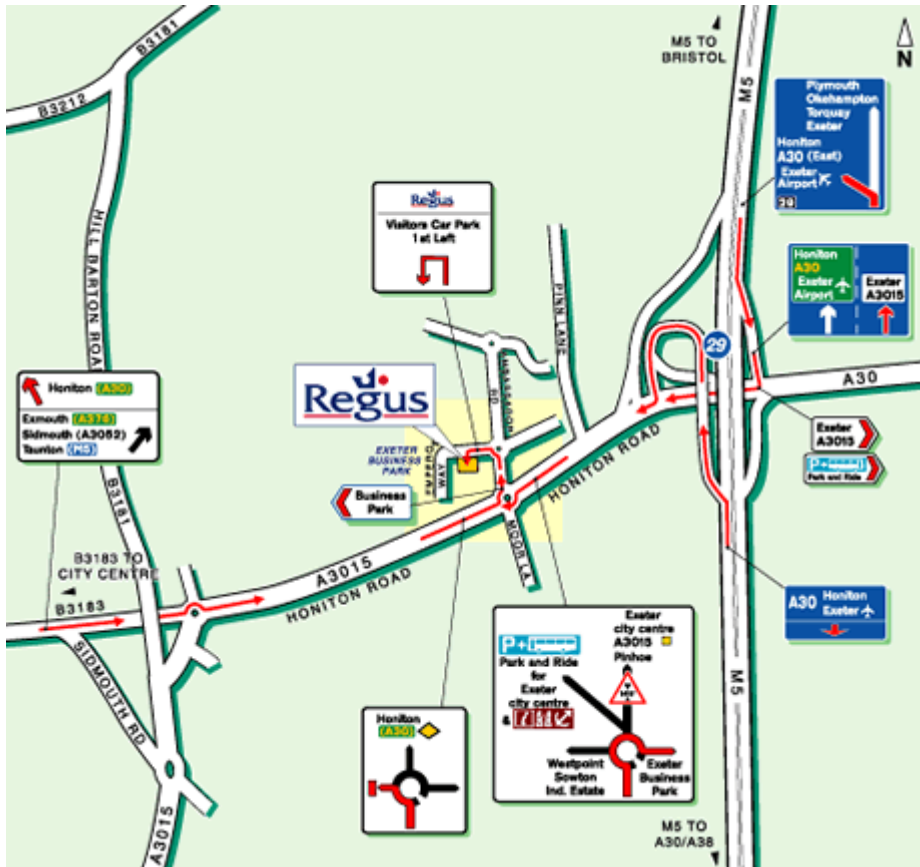 B3181
B3212
M5 TO
BRISTOL
N
M5
Plymouth
Okehampton
Torquay
Exeter
Honiton
A30 (East)
Exeter
Airport
29
Regus
Visitors Car Park
1st Left
HILL BARTON ROAD
PINN LANE
Honiton
A30
Exeter
Airport
Exeter
A3015
29
Honiton (A30)
Exmouth (A376)
Sidmouth (A3052)
Taunton (M5)
Regus
RD
A30
EXETER
BUSINESS
PARK
WAY
HONITON ROAD
Exeter
A3015
P+
Park and Ride
Business
Park
B3181
MOOR LA
B3183 TO
CITY CENTRE
A3015
HONITON ROAD
B3183
A30 Honiton
Exeter
SIDMOUTH RD
P+
Park and Ride
for
Exeter
city centre
&
Exeter
city centre
A3015
Pinhoe
Westpoint
Sowton
Ind. Estate
Exeter
Business
Park
Honiton
(A30)
M5
A3015
M5 TO
A30/A38